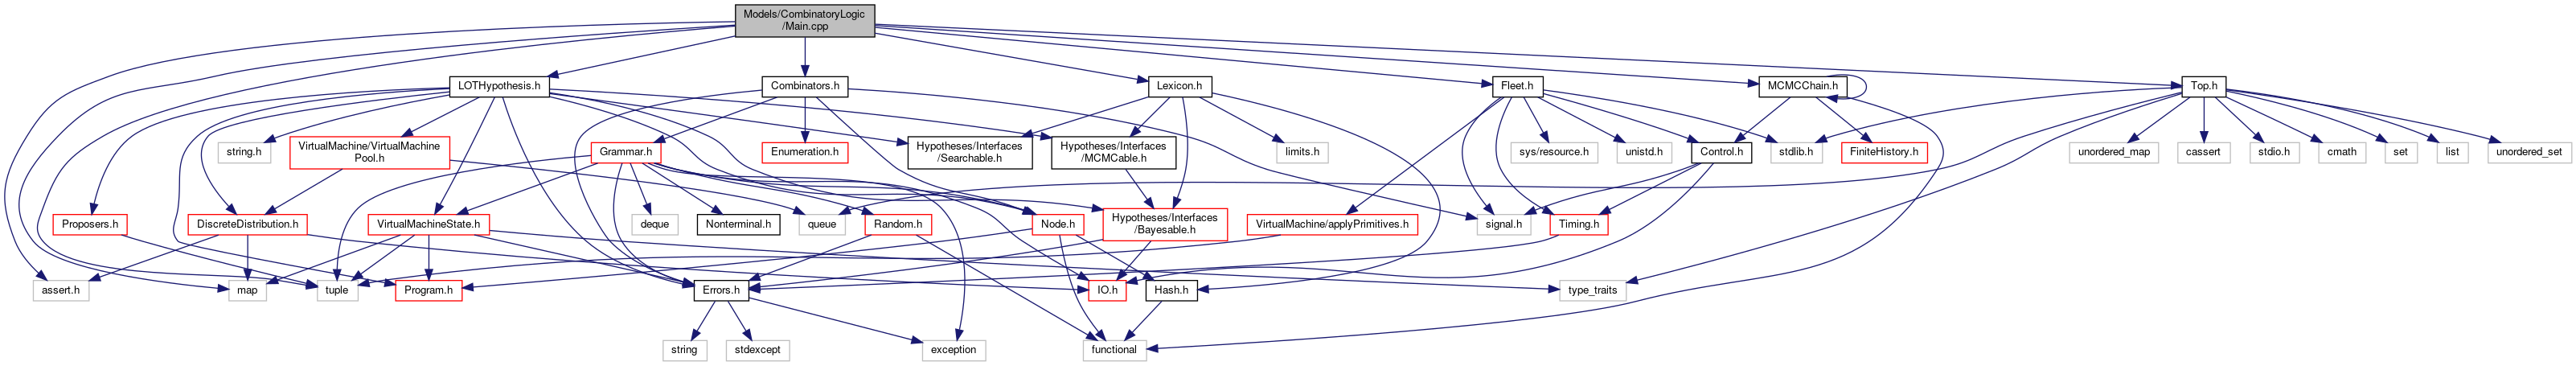 Models/CombinatoryLogic
/Main.cpp
LOTHypothesis.h
Combinators.h
Lexicon.h
Fleet.h
MCMCChain.h
Top.h
string.h
VirtualMachine/VirtualMachine
Pool.h
Grammar.h
Enumeration.h
Hypotheses/Interfaces
/Searchable.h
Hypotheses/Interfaces
/MCMCable.h
limits.h
sys/resource.h
unistd.h
Control.h
stdlib.h
FiniteHistory.h
unordered_map
cassert
stdio.h
cmath
set
list
unordered_set
Proposers.h
DiscreteDistribution.h
VirtualMachineState.h
deque
Nonterminal.h
queue
Random.h
Node.h
Hypotheses/Interfaces
/Bayesable.h
VirtualMachine/applyPrimitives.h
signal.h
Timing.h
assert.h
map
tuple
Program.h
Errors.h
IO.h
Hash.h
type_traits
string
stdexcept
exception
functional